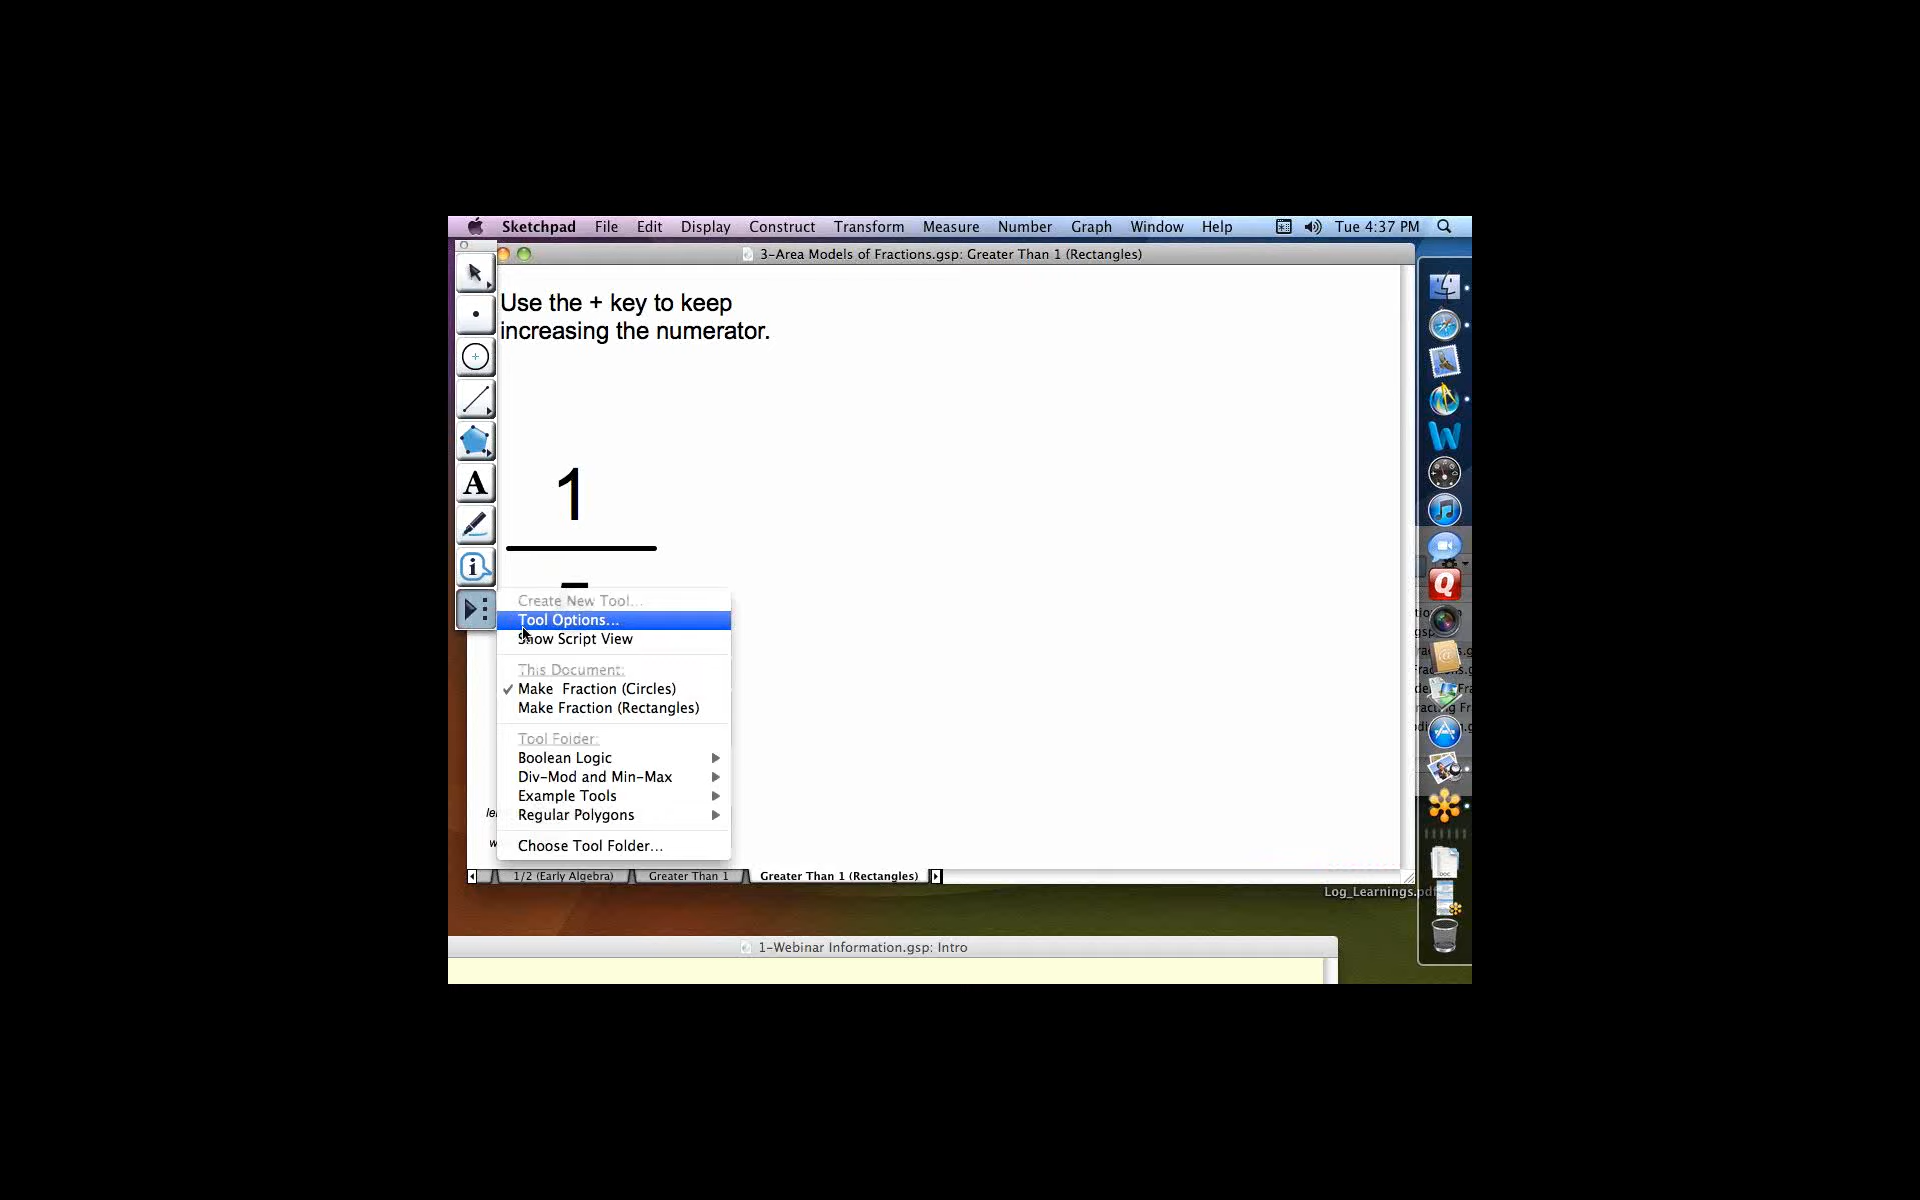 Sketchpad File Edit Display Construct Transform Measure Number Graph Window Help Tue 4:37 PM
3-Area Models of Fractions.gsp: Greater Than 1 (Rectangles)
Use the + key to keep
increasing the numerator.
1
A
Create New Tool...
Tool Options...
Show Script View
This Document:
✓ Make  Fraction (Circles)
Make Fraction (Rectangles)
Tool Folder:
Boolean Logic
Div-Mod and Min-Max
Example Tools
Regular Polygons
Choose Tool Folder...
1/2 (Early Algebra) Greater Than 1 Greater Than 1 (Rectangles)
Log_Learnings.pdf
1-Webinar Information.gsp: Intro